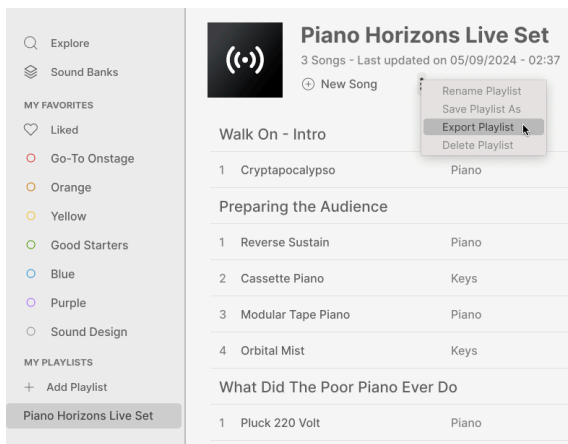 Explore
Sound Banks
MY FAVORITES
Liked
Go-To Onstage
Orange
Yellow
Good Starters
Blue
Purple
Sound Design
MY PLAYLISTS
Add Playlist
Piano Horizons Live Set
Piano Horizons Live Set
3 Songs - Last updated on 05/09/2024 - 02:37
New Song
Rename Playlist
Save Playlist As
Export Playlist
Delete Playlist
Walk On - Intro
1 Cryptapocalypso Piano
Preparing the Audience
1 Reverse Sustain Piano
2 Cassette Piano Keys
3 Modular Tape Piano Piano
4 Orbital Mist Keys
What Did The Poor Piano Ever Do
1 Pluck 220 Volt Piano